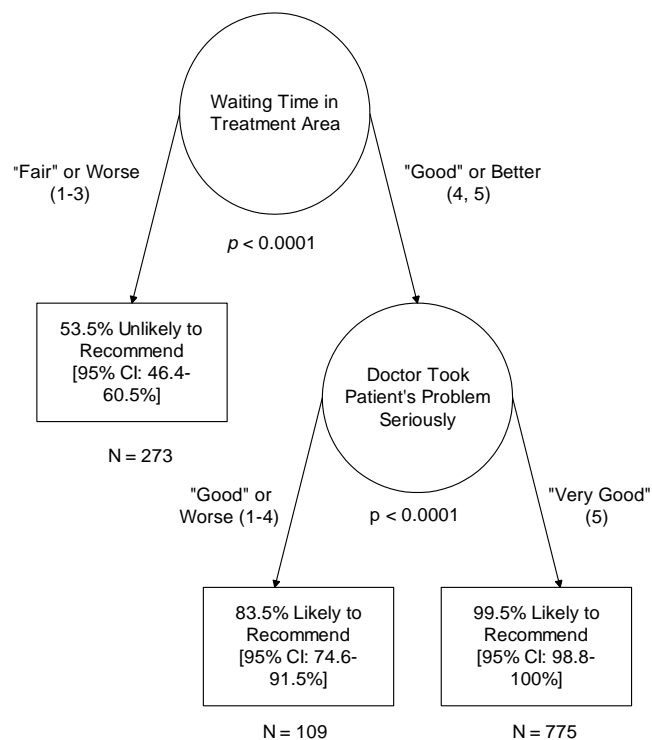 Waiting Time in
Treatment Area
"Fair" or Worse
(1-3)
"Good" or Better
(4, 5)
p < 0.0001
53.5% Unlikely to
Recommend
[95% CI: 46.4-
60.5%]
N = 273
Doctor Took
Patient's Problem
Seriously
"Good" or
Worse (1-4)
p < 0.0001
"Very Good"
(5)
83.5% Likely to
Recommend
[95% CI: 74.6-
91.5%]
N = 109
99.5% Likely to
Recommend
[95% CI: 98.8-
100%]
N = 775